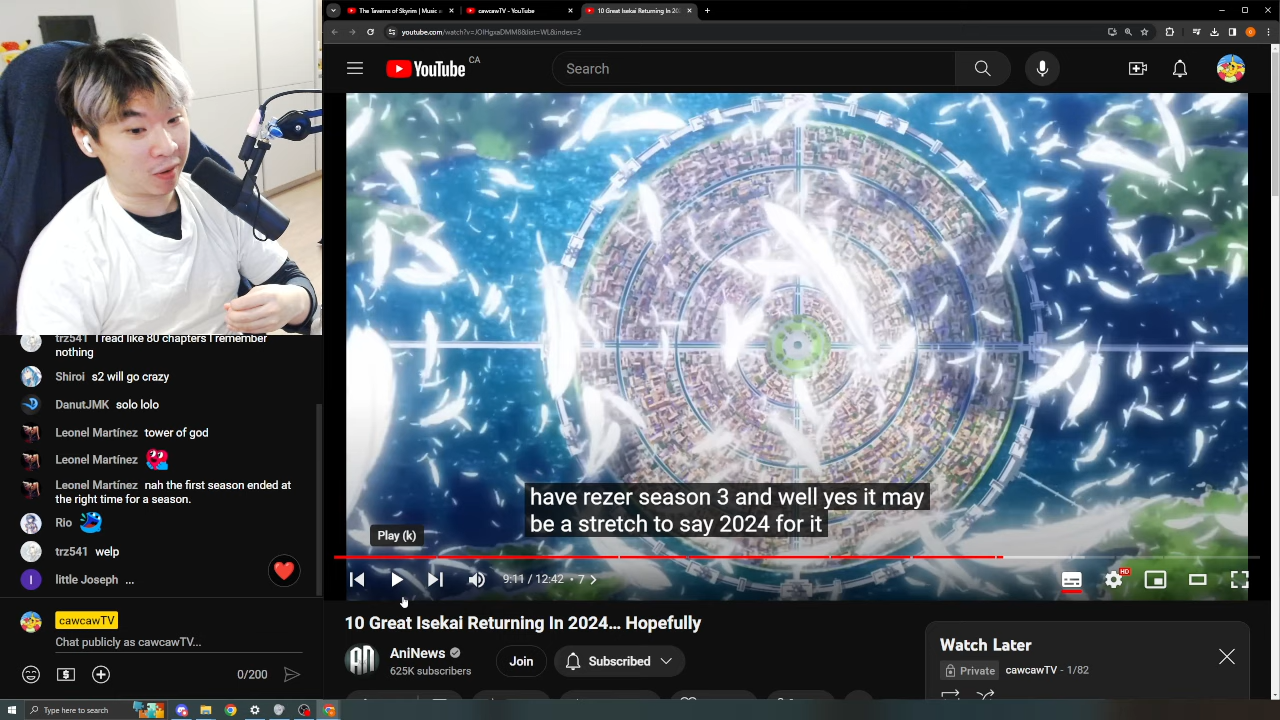 The Taverns of Skyrim | Music
cawcawTV - YouTube
10 Great Isekai Returning In 202
youtube.com/watch?v=JOlHgxaDMM8&list=WL&index=2
YouTube CA
Search
trz541 I read like 80 chapters I remember
nothing
Shiroi s2 will go crazy
DanutJMK solo lolo
Leonel Martínez tower of god
Leonel Martínez
Leonel Martínez nah the first season ended at
the right time for a season.
Rio
trz541 welp
little Joseph ...
cawcawTV
Chat publicly as cawcawTV...
0/200
have rezer season 3 and well yes it may
be a stretch to say 2024 for it
Play (k)
9:11 / 12:42 • 7
HD
10 Great Isekai Returning In 2024... Hopefully
AniNews
625K subscribers
Join
Subscribed
Watch Later
Private cawcawTV - 1/82
Type here to search